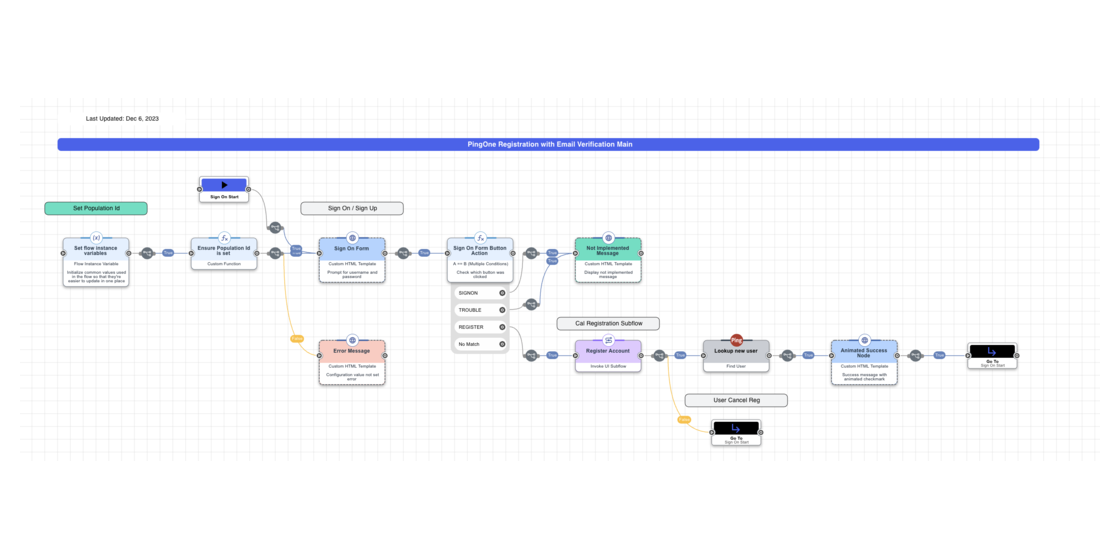 Last Updated: Dec 6, 2023
PingOne Registration with Email Verification Main
Sign On Start
Set Population Id
Sign On / Sign Up
Set flow instance
variables
Flow Instance Variable
Initialize common values used
in the flow so that they're
easier to update in one place
True
Ensure Population Id
is set
Custom Function
True
True
Sign On Form
Custom HTML Template
Prompt for username and
password
True
Sign On Form Button
Action
A == B (Multiple Conditions)
Check which button was
clicked
SIGNON
TROUBLE
REGISTER
No Match
True
True
Not Implemented
Message
Custom HTML Template
Display not implemented
message
False
Error Message
Custom HTML Template
Configuration value not set
error
Cal Registration Subflow
True
Register Account
Invoke UI Subflow
True
Ping
Lookup new user
Find User
True
Animated Success
Node
Custom HTML Template
Success message with
animated checkmark
True
Go To
Sign On Start
User Cancel Reg
False
Go To
Sign On Start